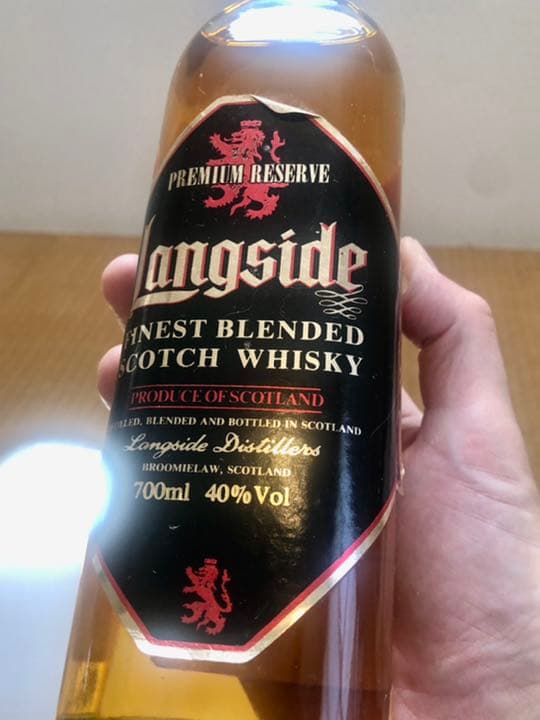 PREMIUM RESERVE
Langside
FINEST BLENDED
SCOTCH WHISKY
PRODUCE OF SCOTLAND
BLENDED AND BOTTLED IN SCOTLAND
Langside Distillers
BROOMIELAW, SCOTLAND
700ml 40% Vol